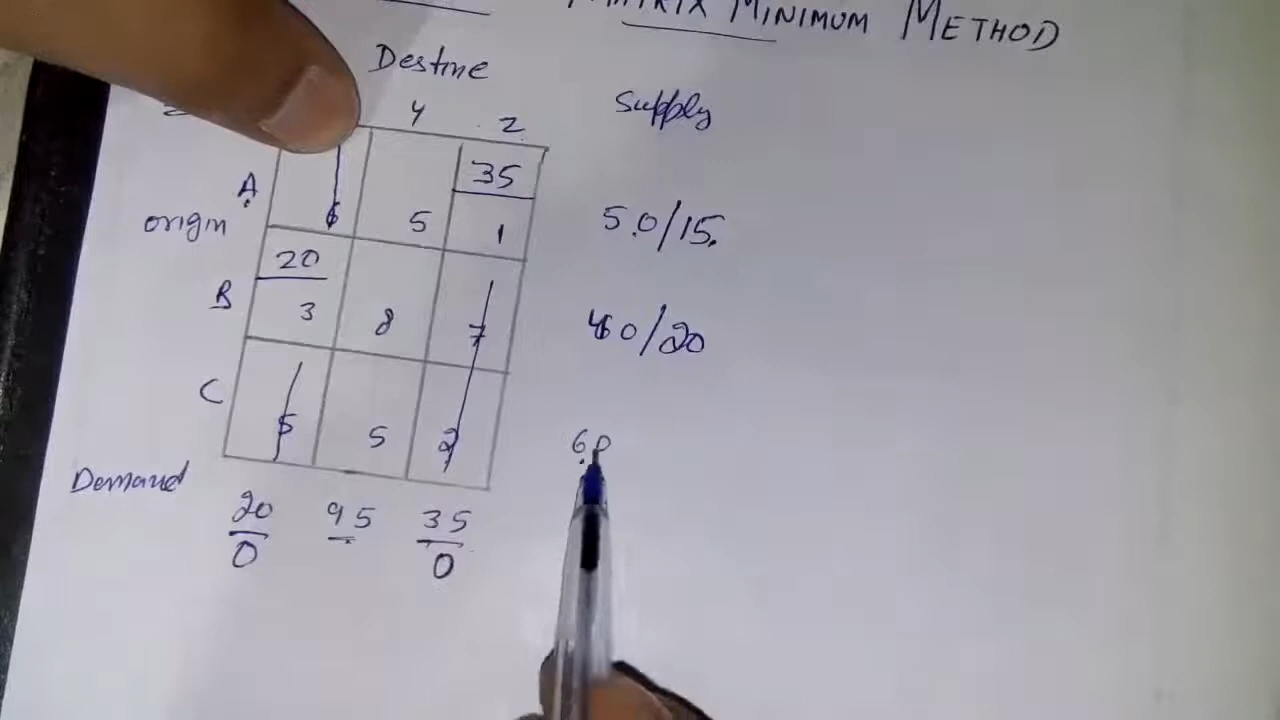 MATRIX MINIMUM METHOD
Destine
Supply
y z
A 35
origin 6 5 1 50/15
20
B 3 8 7 40/20
C
5 5 2 60
Demand
20 95 35
0 0